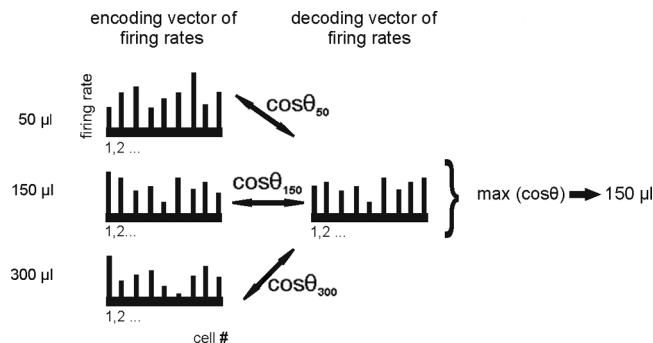 encoding vector of
firing rates
decoding vector of
firing rates
50 µl
firing rate
cosθ50
1,2 ...
150 µl
cosθ150
max (cosθ) 150 µl
1,2...
1,2 ...
300 µl
cosθ300
1,2 ...
cell #